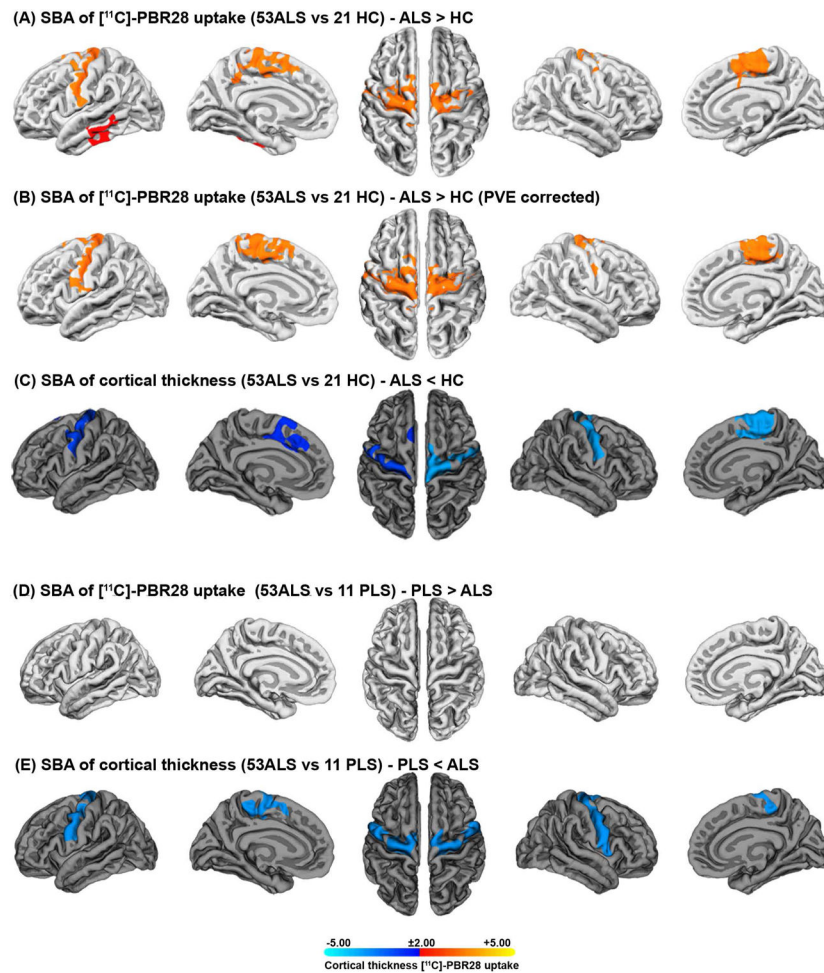 (A) SBA of [¹¹C]-PBR28 uptake (53ALS vs 21 HC) - ALS > HC
(B) SBA of [¹¹C]-PBR28 uptake (53ALS vs 21 HC) - ALS > HC (PVE corrected)
(C) SBA of cortical thickness (53ALS vs 21 HC) - ALS < HC
(D) SBA of [¹¹C]-PBR28 uptake (53ALS vs 11 PLS) - PLS > ALS
(E) SBA of cortical thickness (53ALS vs 11 PLS) - PLS < ALS
-5.00 ±2.00 +5.00
Cortical thickness [¹¹C]-PBR28 uptake